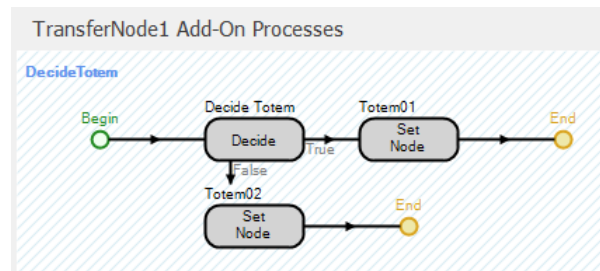 TransferNode1 Add-On Processes
DecideTotem
Begin
Decide Totem
Decide
True
Totem01
Set
Node
End
False
Totem02
Set
Node
End